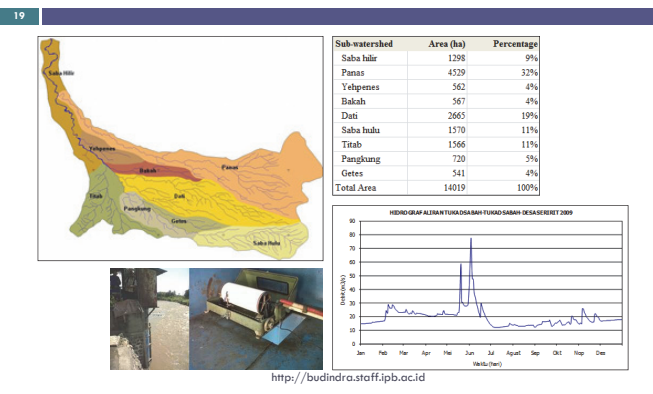 19
Saba Hilir
Yehpenes
Bakah
Panas
Titab
Dati
Pangkung
Getes
Saba Hulu
Sub-watershed Area (ha) Percentage
Saba hilir 1298 9%
Panas 4529 32%
Yehpenes 562 4%
Bakah 567 4%
Dati 2665 19%
Saba hulu 1570 11%
Titab 1566 11%
Pangkung 720 5%
Getes 541 4%
Total Area 14019 100%
HIDROGRAF ALIRAN TUKAD SABAH-TUKAD SABAH-DESA SERIRIT 2009
Debit (m3/s)
90
80
70
60
50
40
30
20
10
0
Jan Feb Mar Apr Mei Jun Jul Agust Sep Okt Nop Des
Waktu (hari)
http://budindra.staff.ipb.ac.id